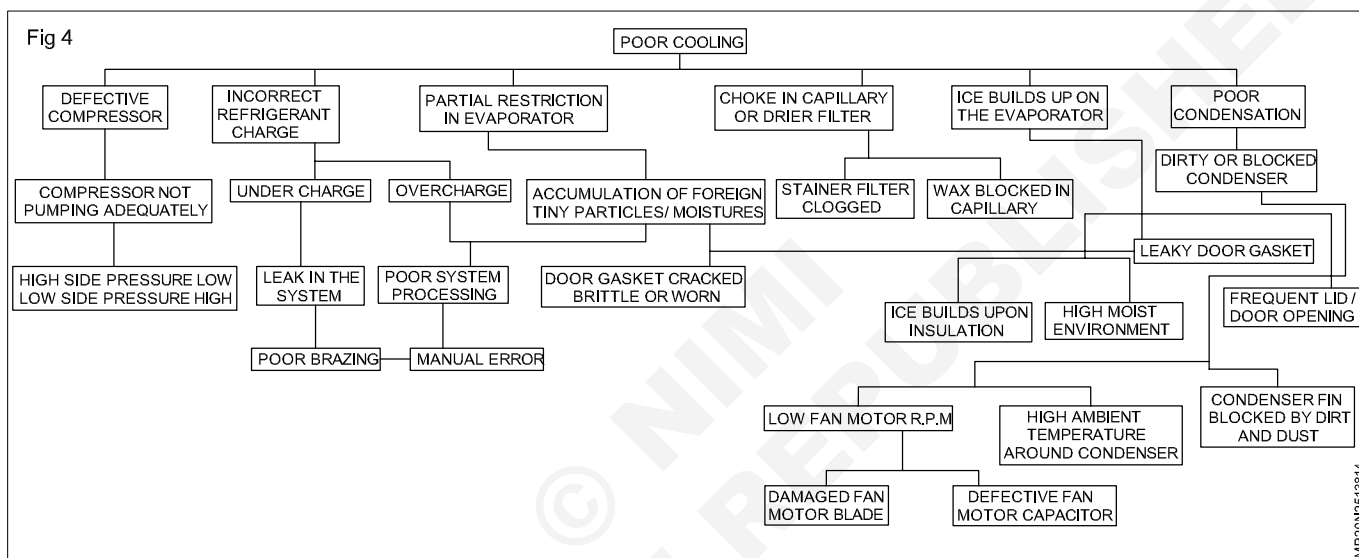 Fig 4
POOR COOLING
DEFECTIVE
COMPRESSOR
INCORRECT
REFRIGERANT
CHARGE
PARTIAL RESTRICTION
IN EVAPORATOR
CHOKE IN CAPILLARY
OR DRIER FILTER
ICE BUILDS UP ON
THE EVAPORATOR
POOR
CONDENSATION
COMPRESSOR NOT
PUMPING ADEQUATELY
UNDER CHARGE
OVERCHARGE
ACCUMULATION OF FOREIGN
TINY PARTICLES/ MOISTURES
STAINER FILTER
CLOGGED
WAX BLOCKED IN
CAPILLARY
DIRTY OR BLOCKED
CONDENSER
HIGH SIDE PRESSURE LOW
LOW SIDE PRESSURE HIGH
LEAK IN THE
SYSTEM
POOR SYSTEM
PROCESSING
DOOR GASKET CRACKED
BRITTLE OR WORN
LEAKY DOOR GASKET
ICE BUILDS UPON
INSULATION
HIGH MOIST
ENVIRONMENT
FREQUENT LID /
DOOR OPENING
POOR BRAZING
MANUAL ERROR
LOW FAN MOTOR R.P.M
HIGH AMBIENT
TEMPERATURE
AROUND CONDENSER
CONDENSER FIN
BLOCKED BY DIRT
AND DUST
DAMAGED FAN
MOTOR BLADE
DEFECTIVE FAN
MOTOR CAPACITOR
© NIMI
REPUBLISHED